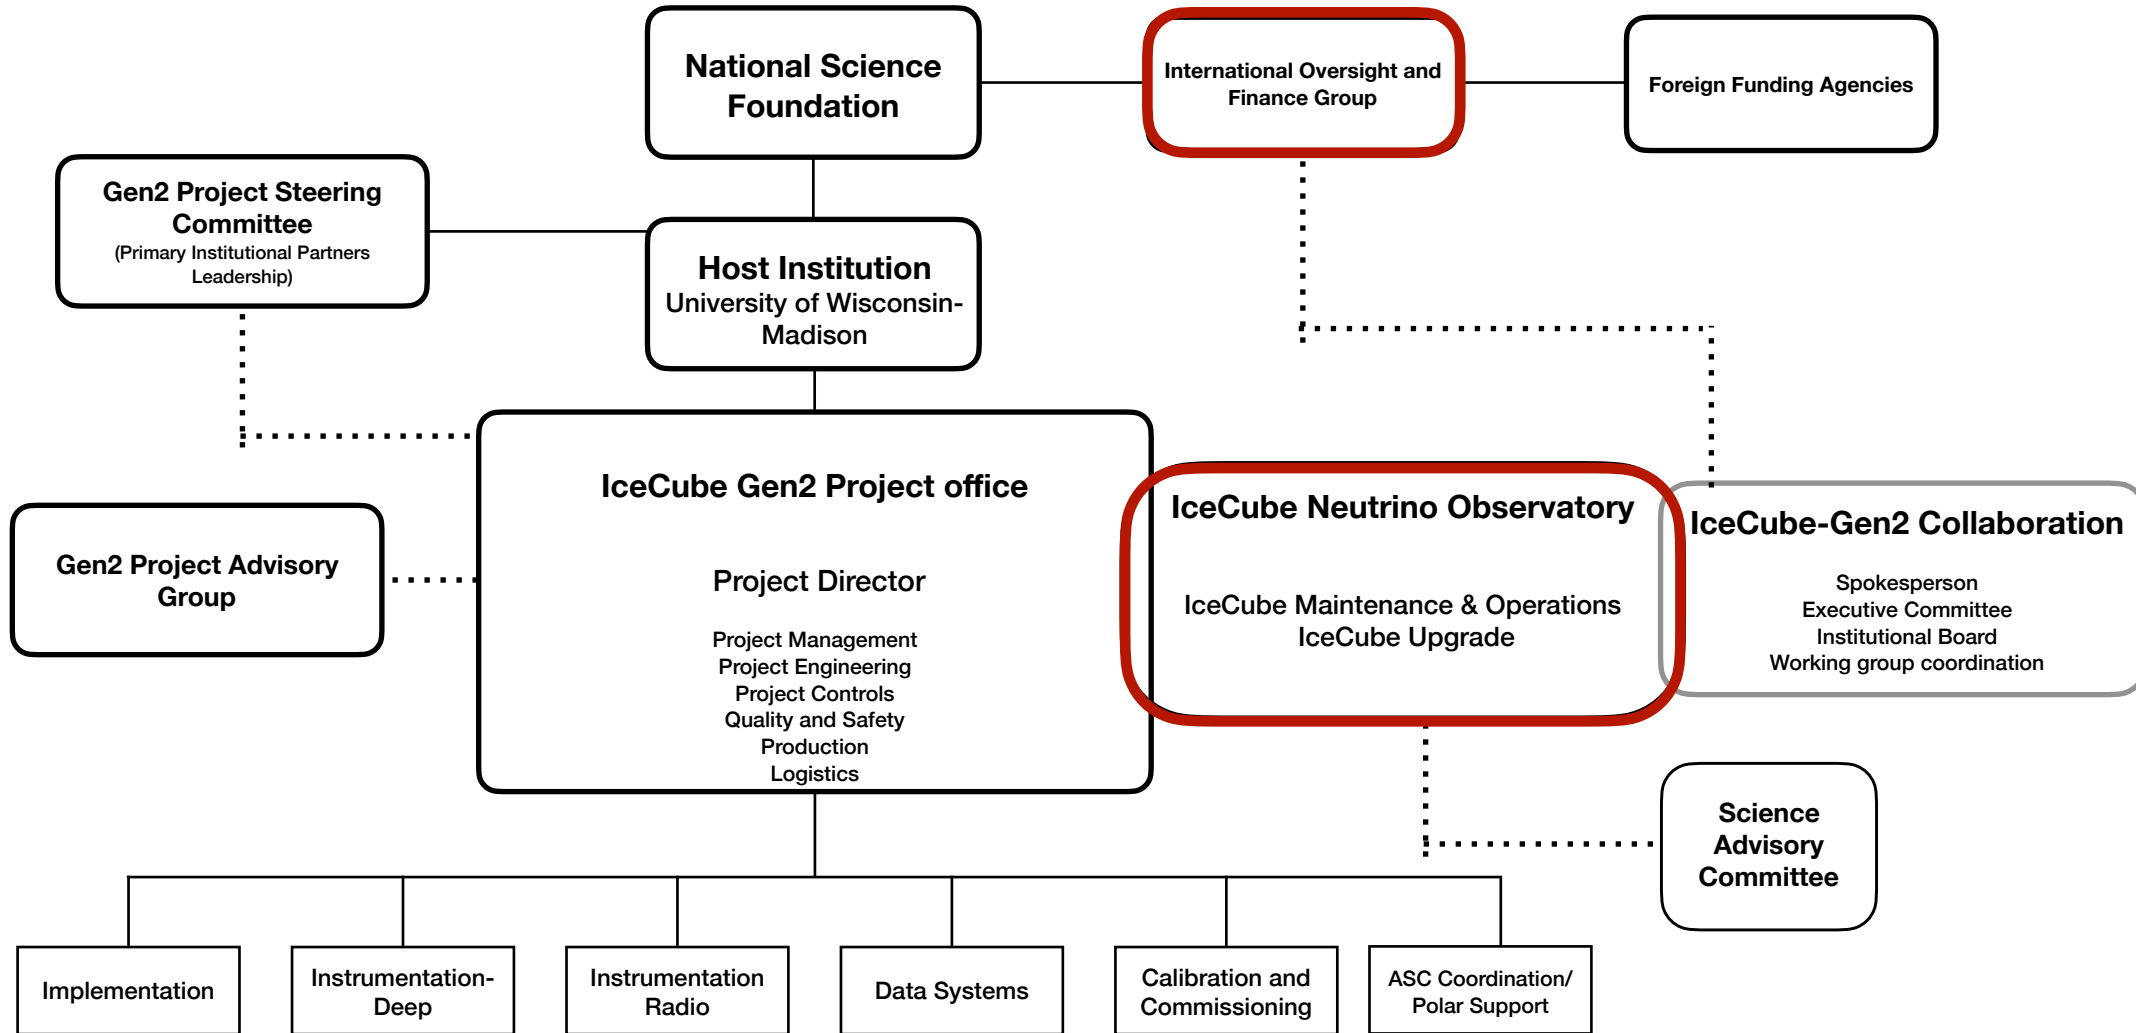 National Science
Foundation
International Oversight and
Finance Group
Foreign Funding Agencies
Gen2 Project Steering
Committee
(Primary Institutional Partners
Leadership)
Host Institution
University of Wisconsin-
Madison
IceCube Gen2 Project office
Project Director
Project Management
Project Engineering
Project Controls
Quality and Safety
Production
Logistics
IceCube Neutrino Observatory
IceCube Maintenance & Operations
IceCube Upgrade
IceCube-Gen2 Collaboration
Spokesperson
Executive Committee
Institutional Board
Working group coordination
Gen2 Project Advisory
Group
Science
Advisory
Committee
Implementation
Instrumentation-
Deep
Instrumentation
Radio
Data Systems
Calibration and
Commissioning
ASC Coordination/
Polar Support